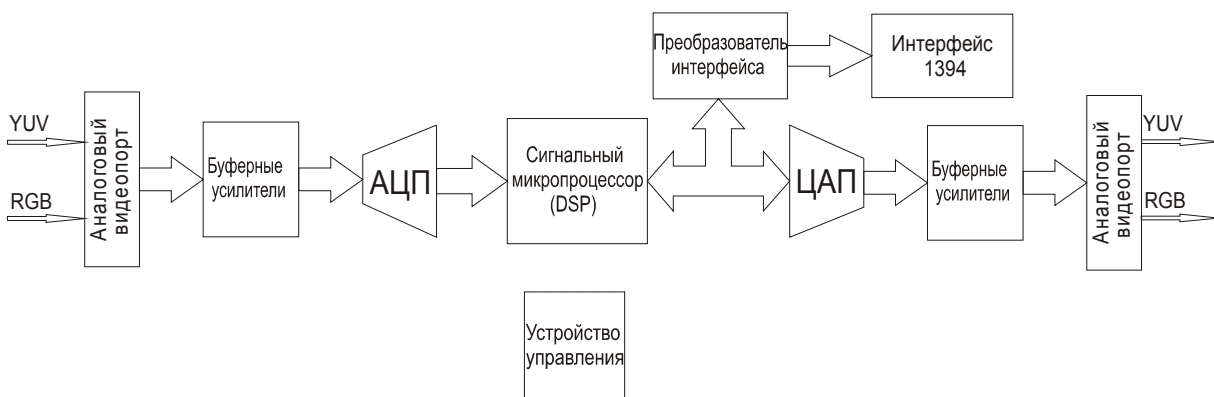 YUV
RGB
Аналоговый
видеопорт
Буферные
усилители
АЦП
Сигнальный
микропроцессор
(DSP)
Преобразователь
интерфейса
Интерфейс
1394
ЦАП
Буферные
усилители
Аналоговый
видеопорт
YUV
RGB
Устройство
управления